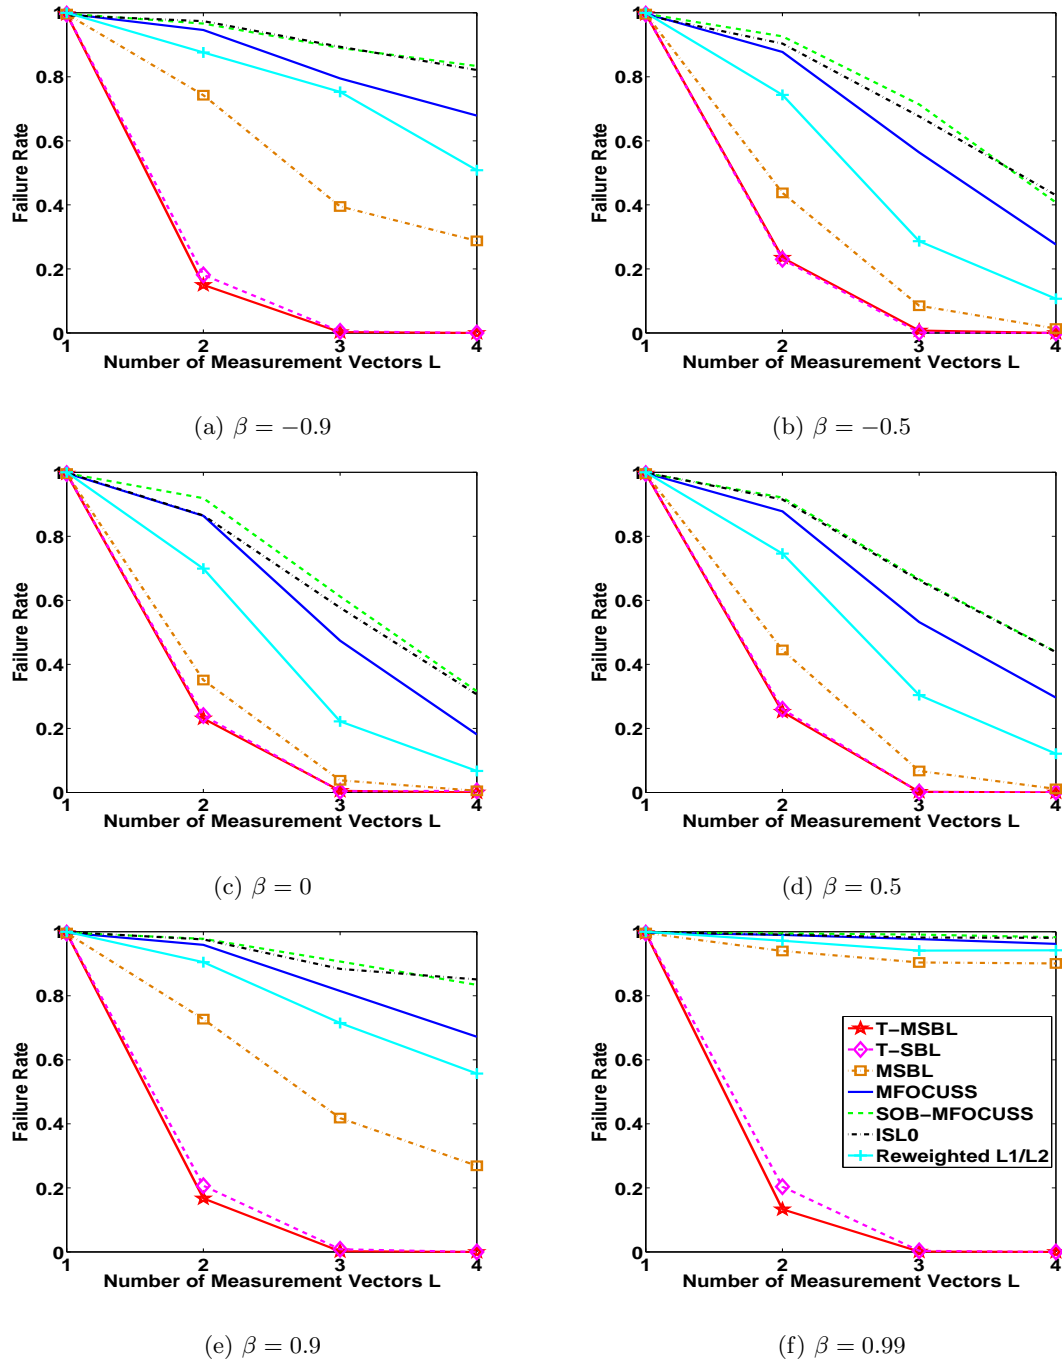 1
0.8
0.6
0.4
0.2
0
Failure Rate
1 2 3 4
Number of Measurement Vectors L
(a) β = −0.9
1
0.8
0.6
0.4
0.2
0
Failure Rate
1 2 3 4
Number of Measurement Vectors L
(b) β = −0.5
1
0.8
0.6
0.4
0.2
0
Failure Rate
1 2 3 4
Number of Measurement Vectors L
(c) β = 0
1
0.8
0.6
0.4
0.2
0
Failure Rate
1 2 3 4
Number of Measurement Vectors L
(d) β = 0.5
1
0.8
0.6
0.4
0.2
0
Failure Rate
1 2 3 4
Number of Measurement Vectors L
(e) β = 0.9
1
0.8
0.6
0.4
0.2
0
Failure Rate
T−MSBL
T−SBL
MSBL
MFOCUSS
SOB−MFOCUSS
ISL0
Reweighted L1/L2
1 2 3 4
Number of Measurement Vectors L
(f) β = 0.99